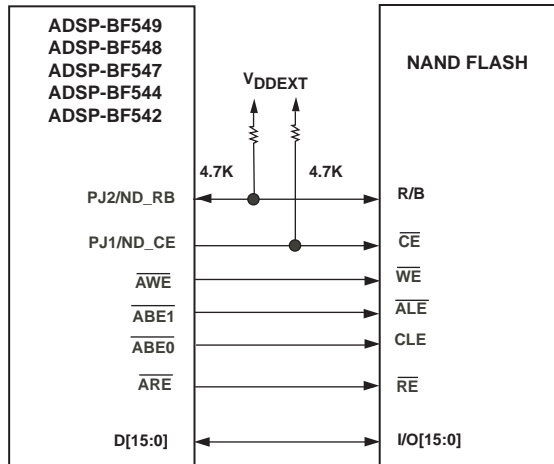 ADSP-BF549
ADSP-BF548
ADSP-BF547
ADSP-BF544
ADSP-BF542
NAND FLASH
VDDEXT
4.7K 4.7K
PJ2/ND_RB R/B
PJ1/ND_CE CE
AWE WE
ABE1 ALE
ABE0 CLE
ARE RE
D[15:0] I/O[15:0]